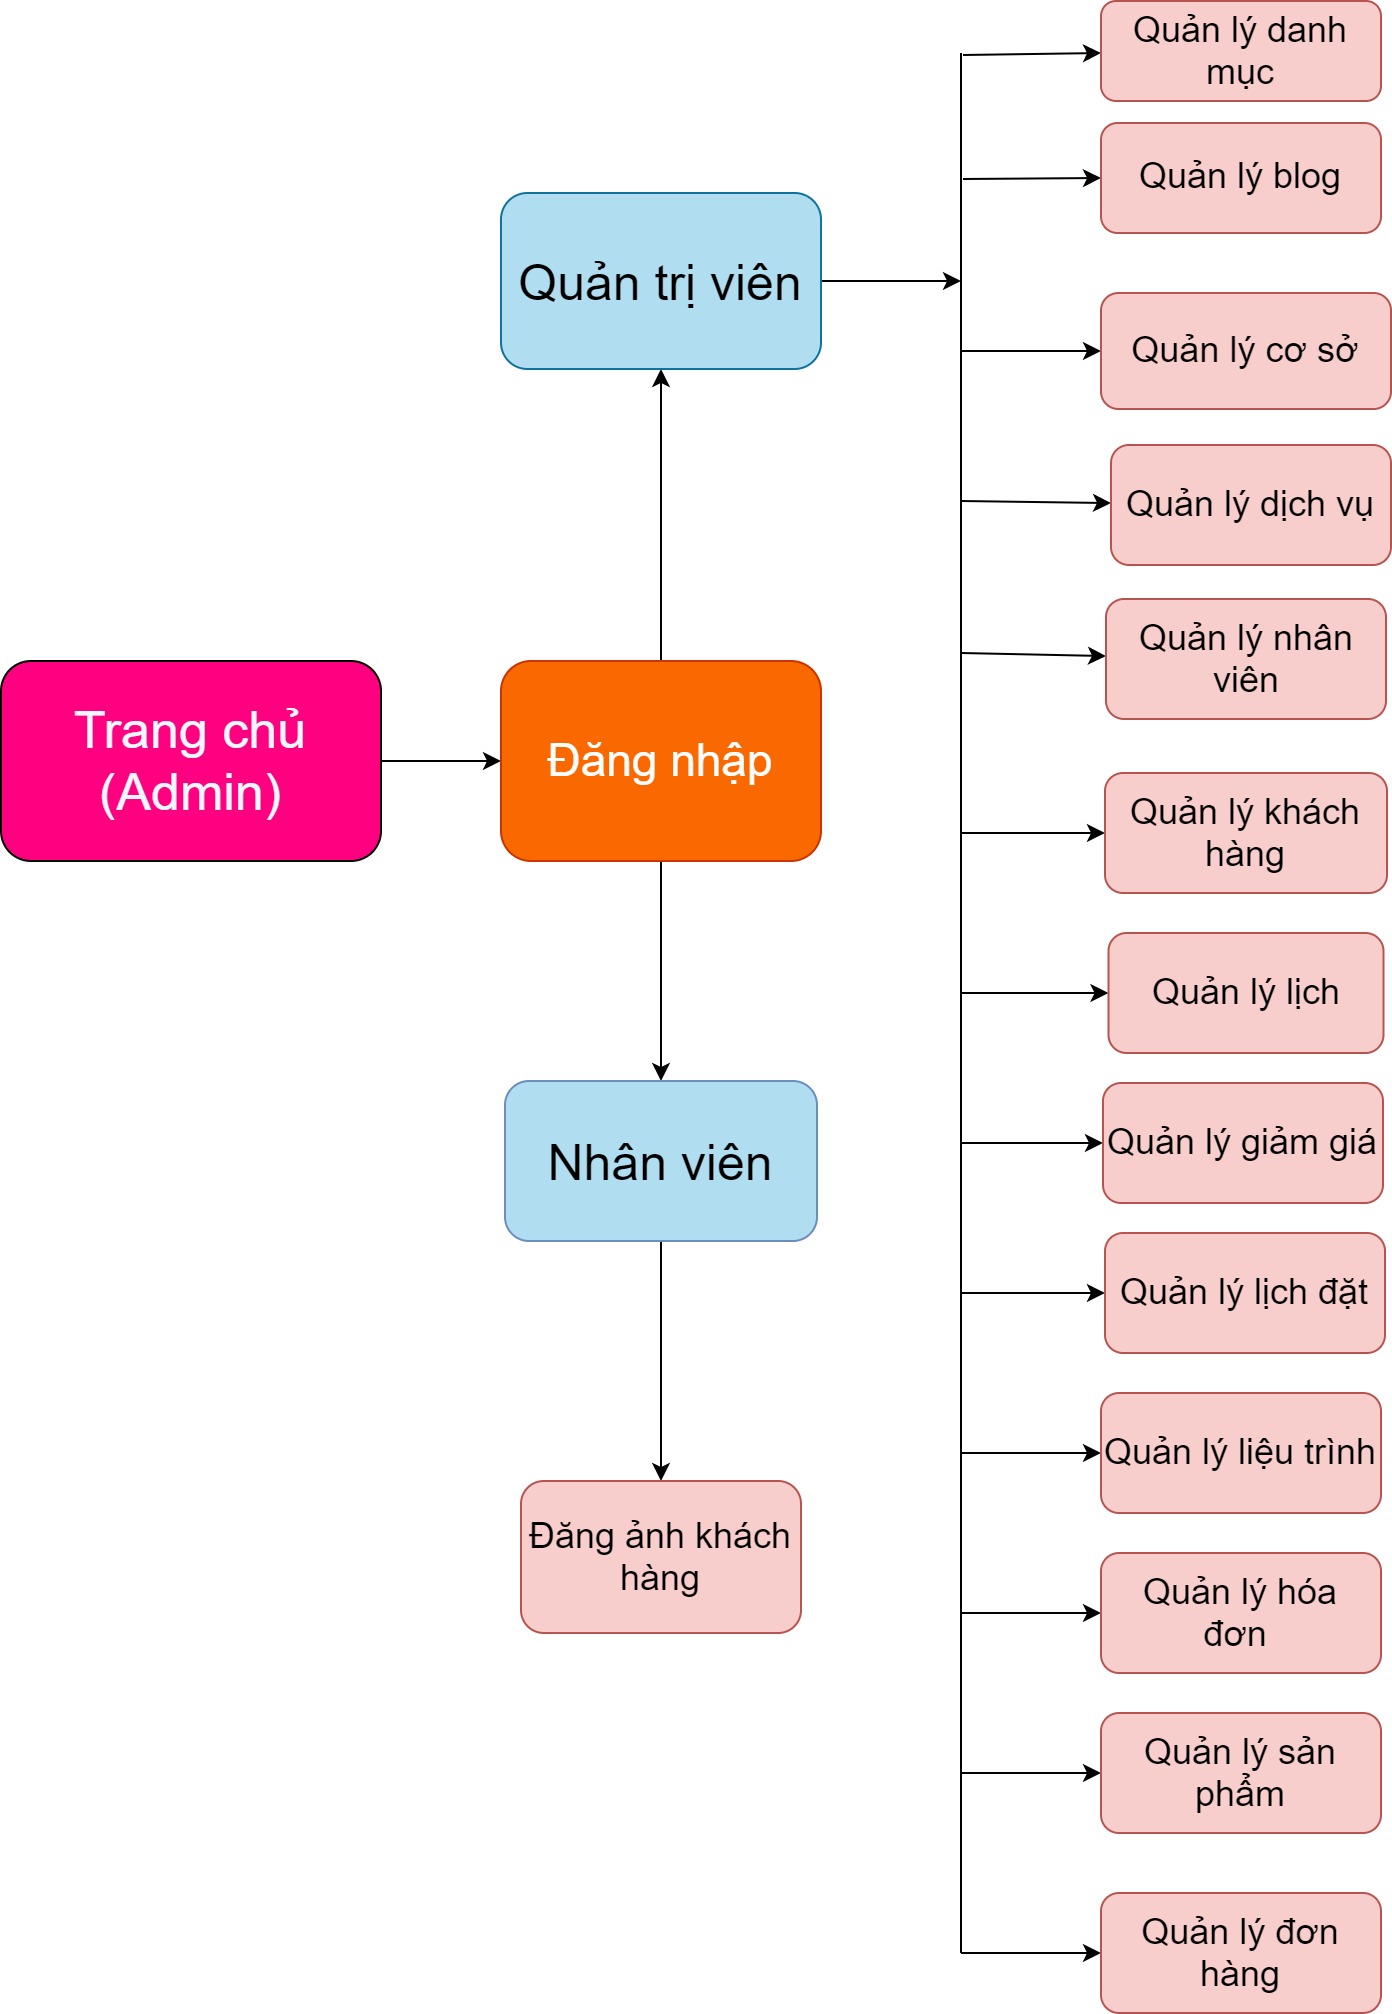 Quản lý danh
mục
Quản lý blog
Quản trị viên
Quản lý cơ sở
Quản lý dịch vụ
Quản lý nhân
viên
Trang chủ
(Admin)
Đăng nhập
Quản lý khách
hàng
Quản lý lịch
Quản lý giảm giá
Nhân viên
Quản lý lịch đặt
Quản lý liệu trình
Đăng ảnh khách
hàng
Quản lý hóa
đơn
Quản lý sản
phẩm
Quản lý đơn
hàng